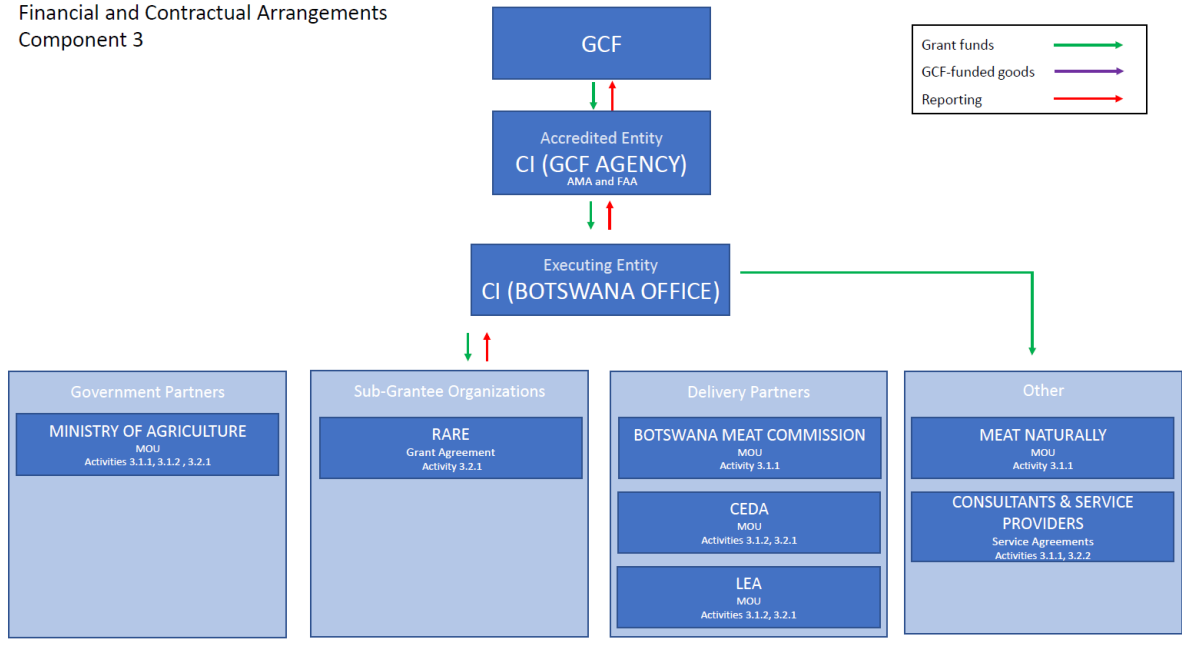 Financial and Contractual Arrangements
Component 3
GCF
Grant funds
GCF-funded goods
Reporting
Accredited Entity
CI (GCF AGENCY)
AMA and FAA
Executing Entity
CI (BOTSWANA OFFICE)
Government Partners
MINISTRY OF AGRICULTURE
MOU
Activities 3.1.1, 3.1.2 , 3.2.1
Sub-Grantee Organizations
RARE
Grant Agreement
Activity 3.2.1
Delivery Partners
BOTSWANA MEAT COMMISSION
MOU
Activity 3.1.1
CEDA
MOU
Activities 3.1.2, 3.2.1
LEA
MOU
Activities 3.1.2, 3.2.1
Other
MEAT NATURALLY
MOU
Activity 3.1.1
CONSULTANTS & SERVICE
PROVIDERS
Service Agreements
Activities 3.1.1, 3.2.2